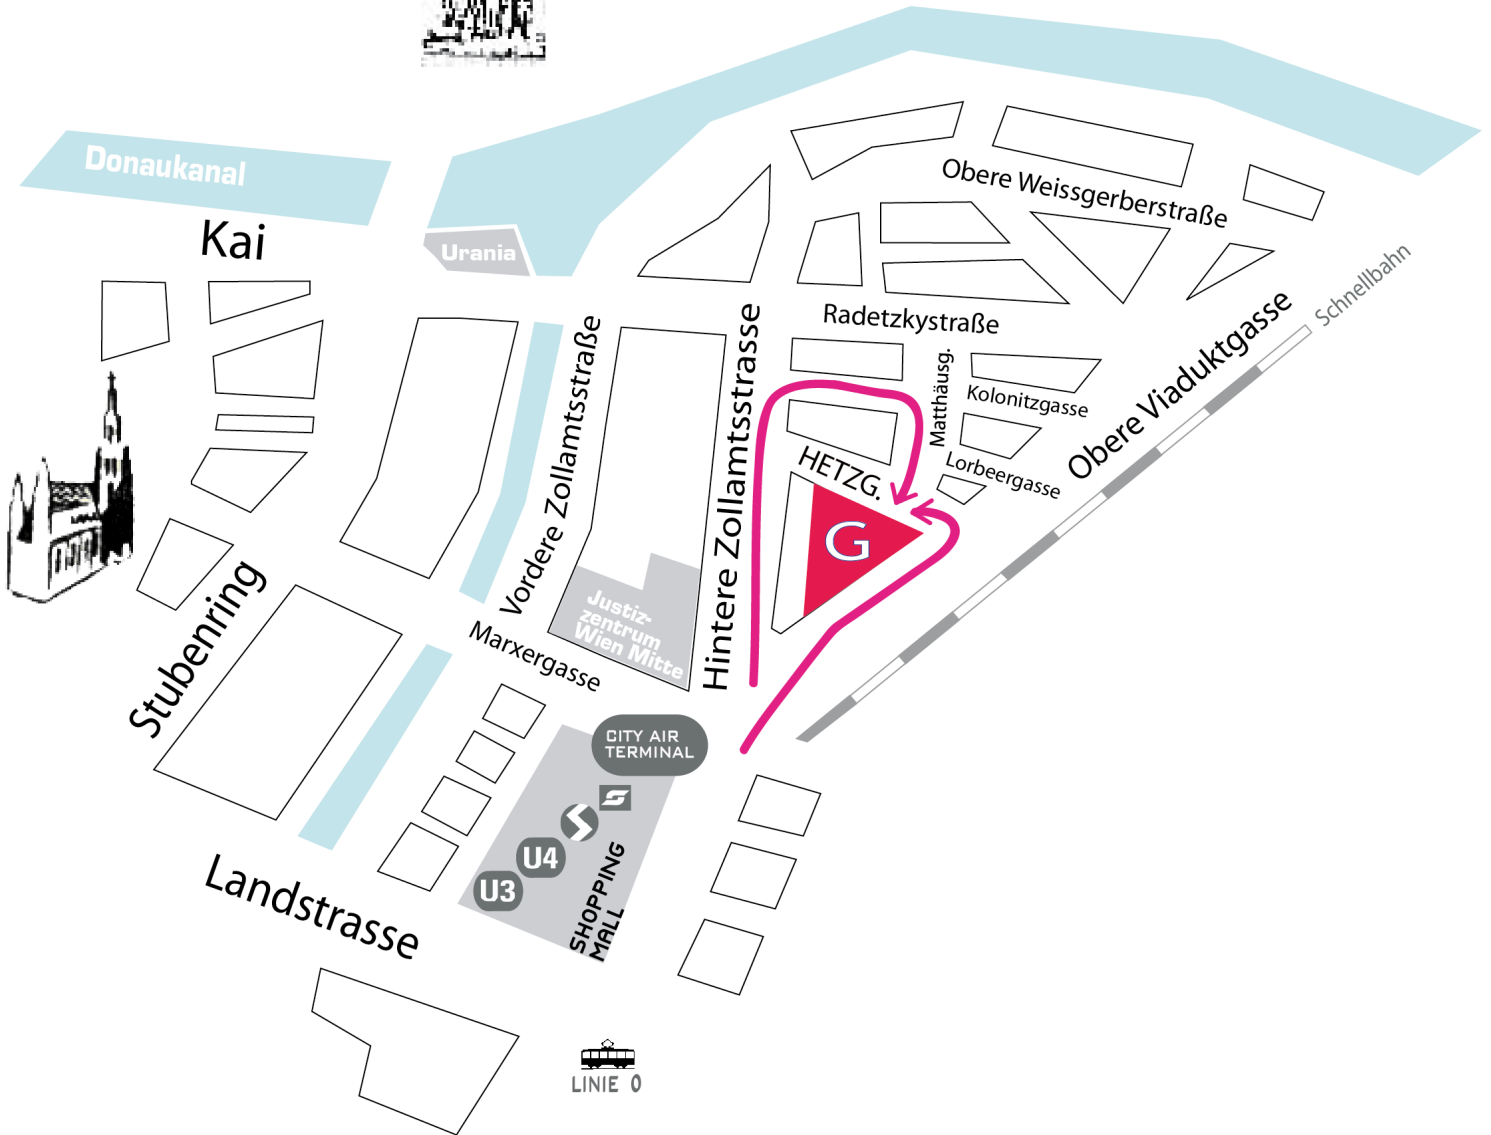 Donaukanal
Kai
Urania
Obere Weissgerberstraße
Radetzkystraße
Schnellbahn
Obere Viaduktgasse
Matthäusg.
Kolonitzgasse
Lorbeergasse
HETZG.
G
Hintere Zollamtsstrasse
Vordere Zollamtsstraße
Justiz-
zentrum
Wien Mitte
Marxergasse
Stubenring
CITY AIR
TERMINAL
U4
U3
SHOPPING
MALL
Landstrasse
LINIE O